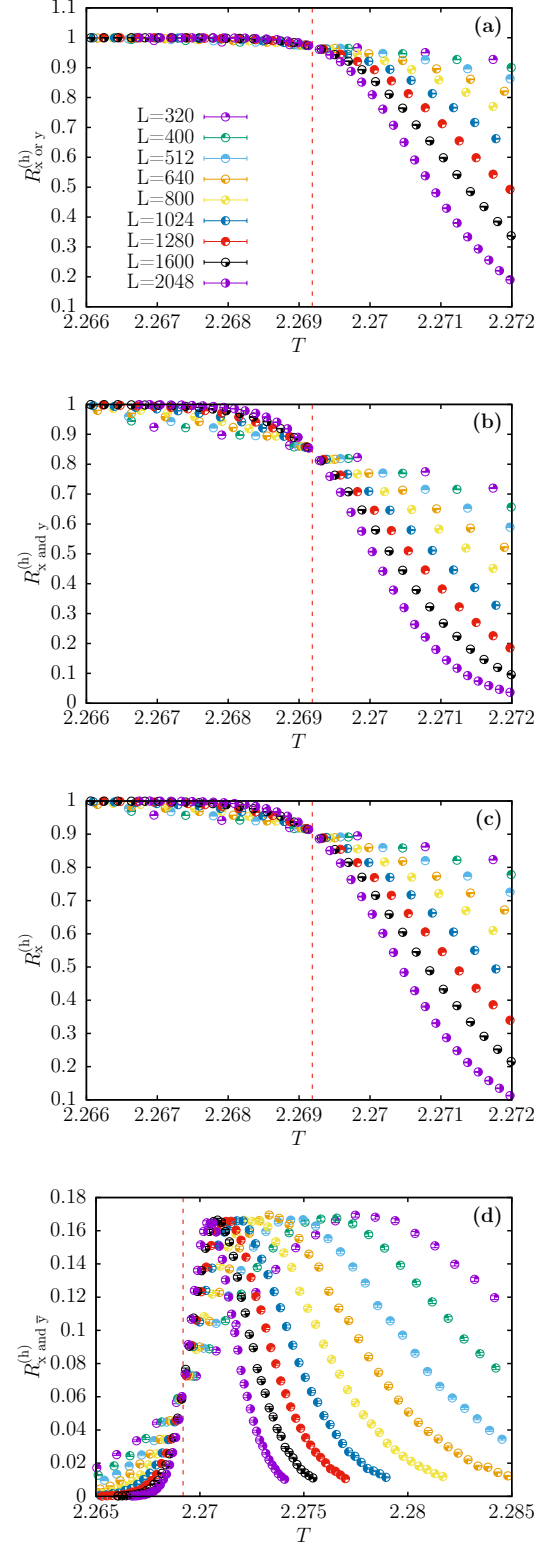 (a)
1.1
1
0.9
0.8
0.7
0.6
0.5
0.4
0.3
0.2
0.1
R_{x or y}^{(h)}
L=320
L=400
L=512
L=640
L=800
L=1024
L=1280
L=1600
L=2048
2.266 2.267 2.268 2.269 2.27 2.271 2.272
T
(b)
1
0.9
0.8
0.7
0.6
0.5
0.4
0.3
0.2
0.1
0
R_{x and y}^{(h)}
2.266 2.267 2.268 2.269 2.27 2.271 2.272
T
(c)
1
0.9
0.8
0.7
0.6
0.5
0.4
0.3
0.2
0.1
R_{x}^{(h)}
2.266 2.267 2.268 2.269 2.27 2.271 2.272
T
(d)
0.18
0.16
0.14
0.12
0.1
0.08
0.06
0.04
0.02
0
R_{x and ȳ}^{(h)}
2.265 2.27 2.275 2.28 2.285
T